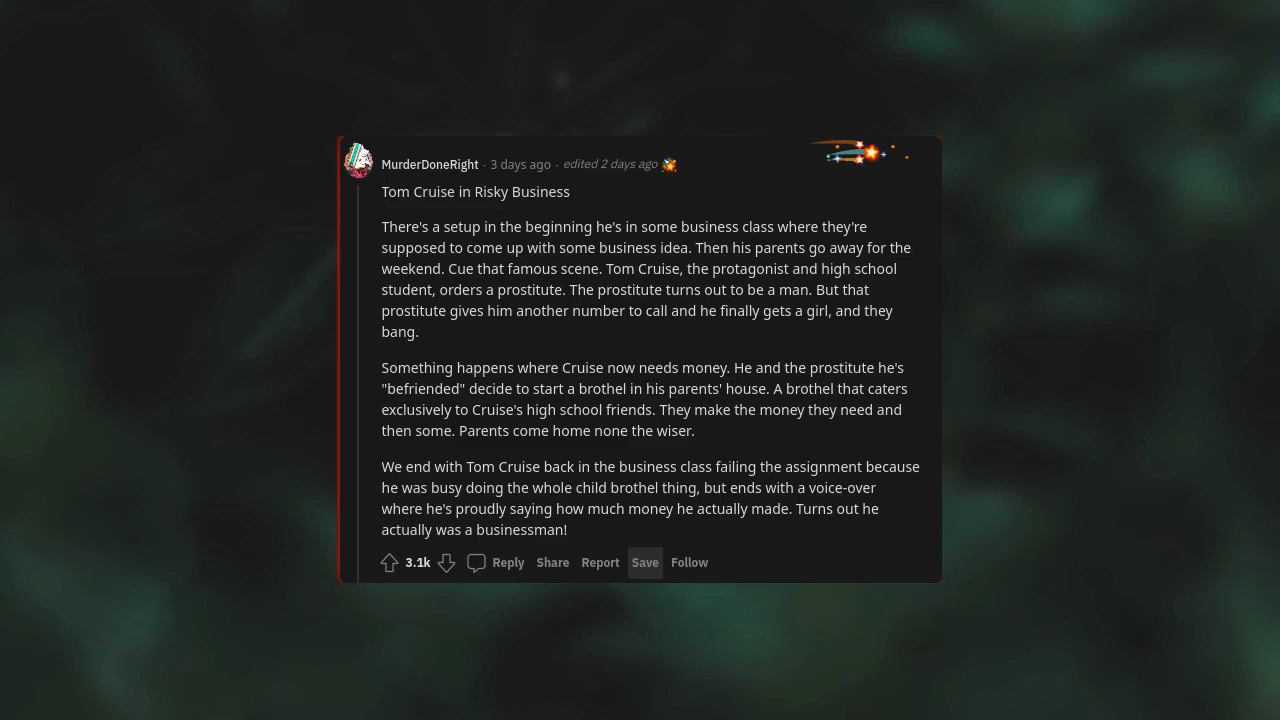 MurderDoneRight · 3 days ago · edited 2 days ago
Tom Cruise in Risky Business
There's a setup in the beginning he's in some business class where they're
supposed to come up with some business idea. Then his parents go away for the
weekend. Cue that famous scene. Tom Cruise, the protagonist and high school
student, orders a prostitute. The prostitute turns out to be a man. But that
prostitute gives him another number to call and he finally gets a girl, and they
bang.
Something happens where Cruise now needs money. He and the prostitute he's
"befriended" decide to start a brothel in his parents' house. A brothel that caters
exclusively to Cruise's high school friends. They make the money they need and
then some. Parents come home none the wiser.
We end with Tom Cruise back in the business class failing the assignment because
he was busy doing the whole child brothel thing, but ends with a voice-over
where he's proudly saying how much money he actually made. Turns out he
actually was a businessman!
3.1k Reply Share Report Save Follow